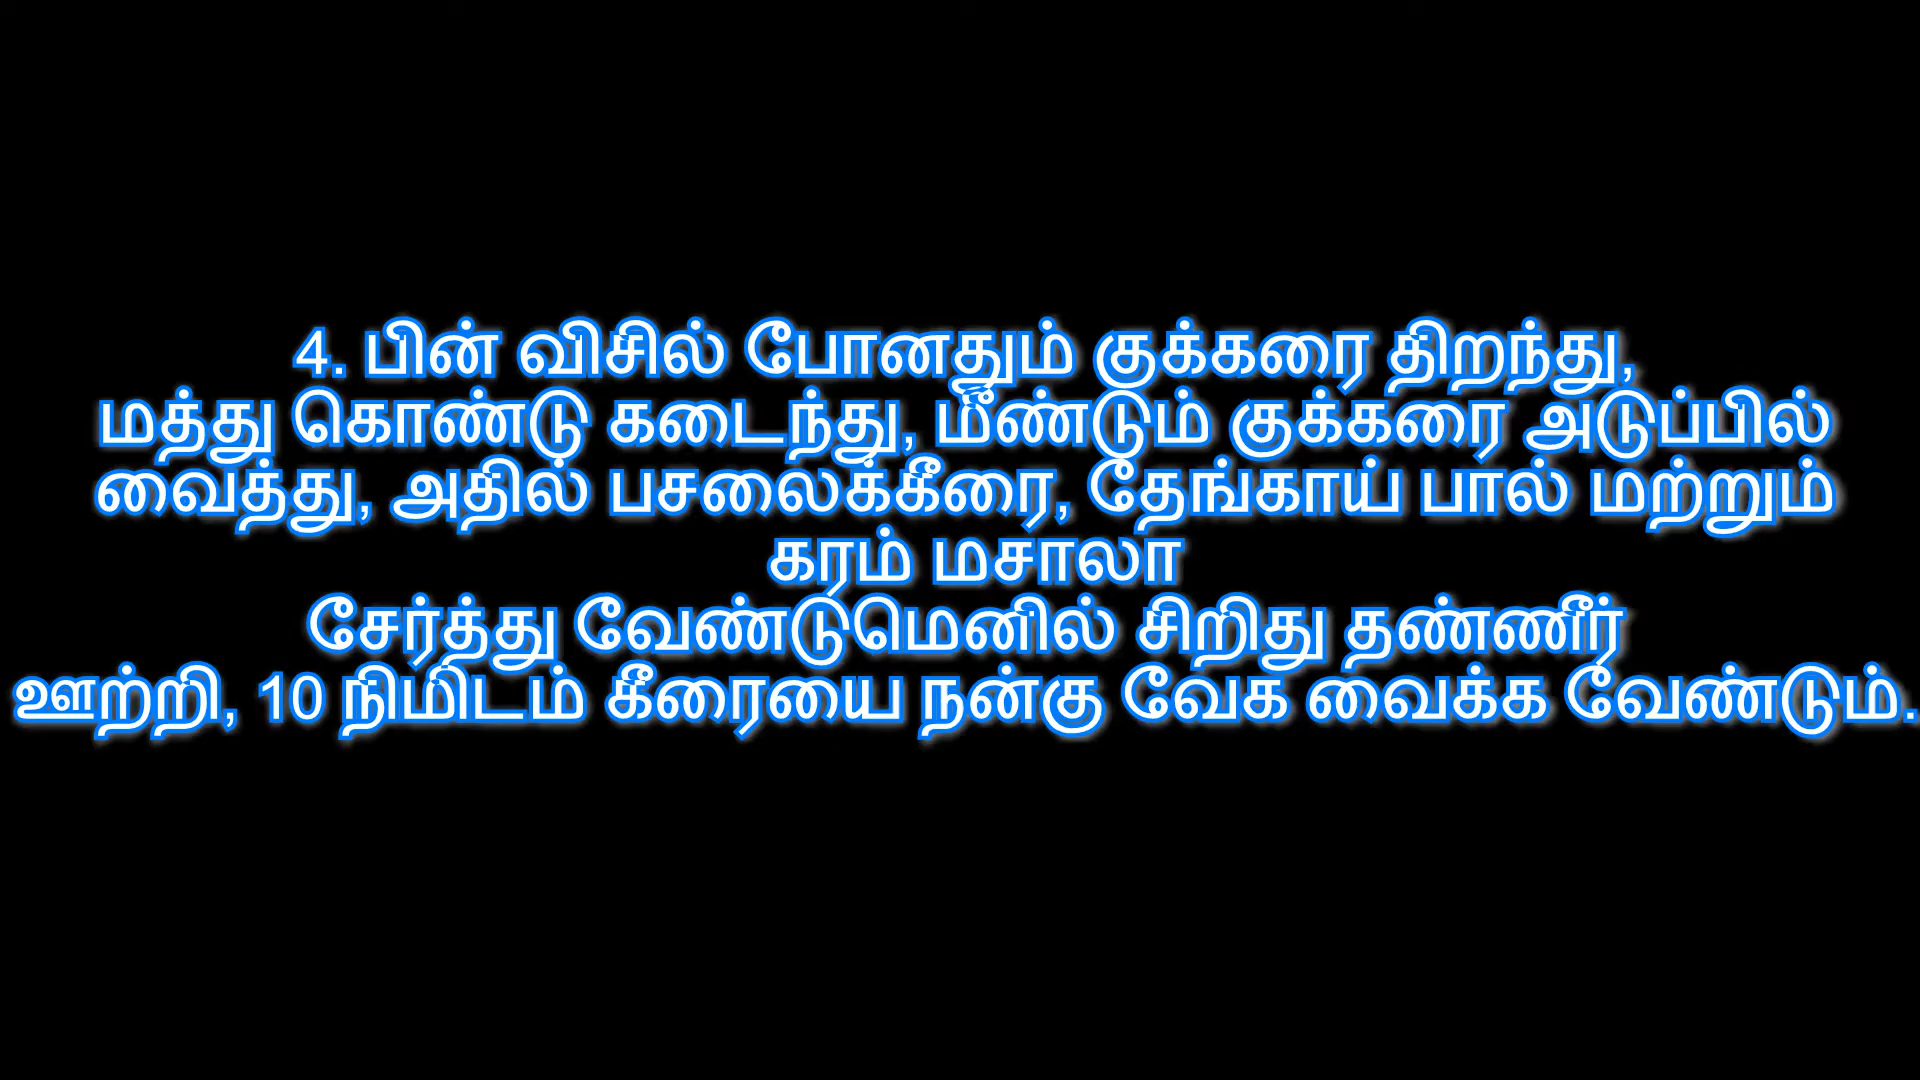 4. பின் விசில் போனதும் குக்கரை திறந்து,
மத்து கொண்டு கடைந்து, மீண்டும் குக்கரை அடுப்பில்
வைத்து, அதில் பசலைக்கீரை, தேங்காய் பால் மற்றும்
கரம் மசாலா
சேர்த்து வேண்டுமெனில் சிறிது தண்ணீர்
ஊற்றி, 10 நிமிடம் கீரையை நன்கு வேக வைக்க வேண்டும்.